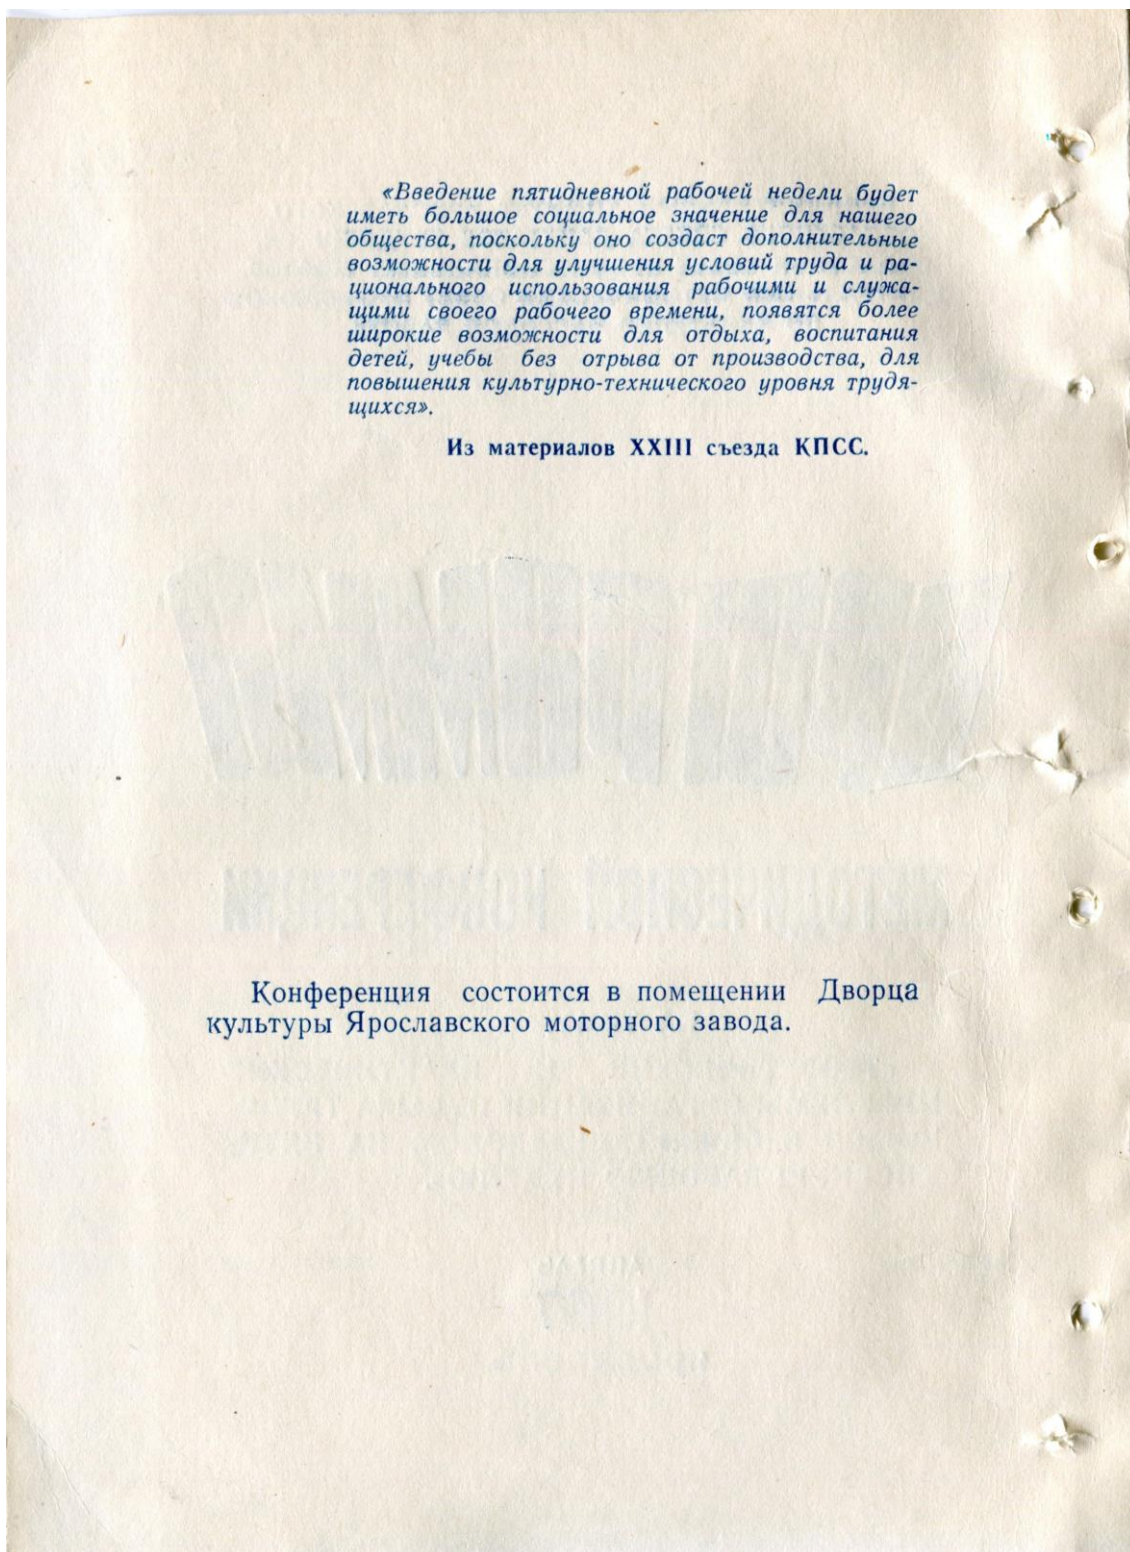 «Введение пятидневной рабочей недели будет
иметь большое социальное значение для нашего
общества, поскольку оно создаст дополнительные
возможности для улучшения условий труда и ра-
ционального использования рабочими и служа-
щими своего рабочего времени, появятся более
широкие возможности для отдыха, воспитания
детей, учебы без отрыва от производства, для
повышения культурно-технического уровня трудя-
щихся».
Из материалов XXIII съезда КПСС.
Конференция состоится в помещении Дворца
культуры Ярославского моторного завода.